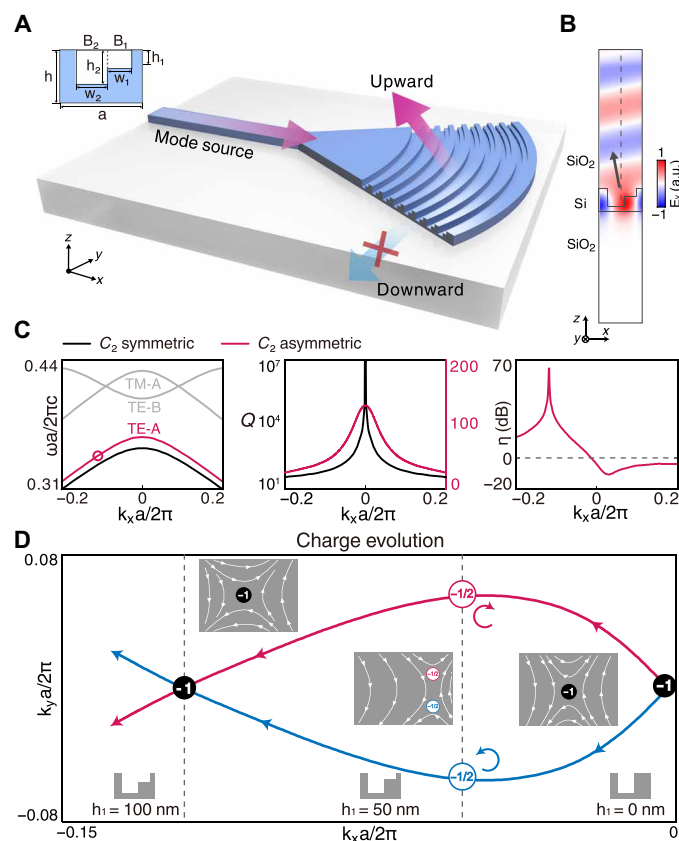 A
B₂ B₁
h
h₂
h₁
w₁
w₂
a
Mode source
Upward
Downward
z
y
x
B
SiO₂
Si
SiO₂
1
−1
Eᵧ (a.u.)
z
y
x
C
C₂ symmetric
C₂ asymmetric
0.44
0.31
ωa/2πc
TM-A
TE-B
TE-A
-0.2 0 0.2
kₓa/2π
Q
10⁷
10⁴
10¹
200
100
0
-0.2 0 0.2
kₓa/2π
η (dB)
70
0
−20
-0.2 0 0.2
kₓa/2π
D
Charge evolution
0.08
kᵧa/2π
-0.08
-1
-1
-1/2
-1/2
-1/2
-1/2
-1
-1
h₁ = 100 nm
h₁ = 50 nm
h₁ = 0 nm
-0.15
kₓa/2π
0